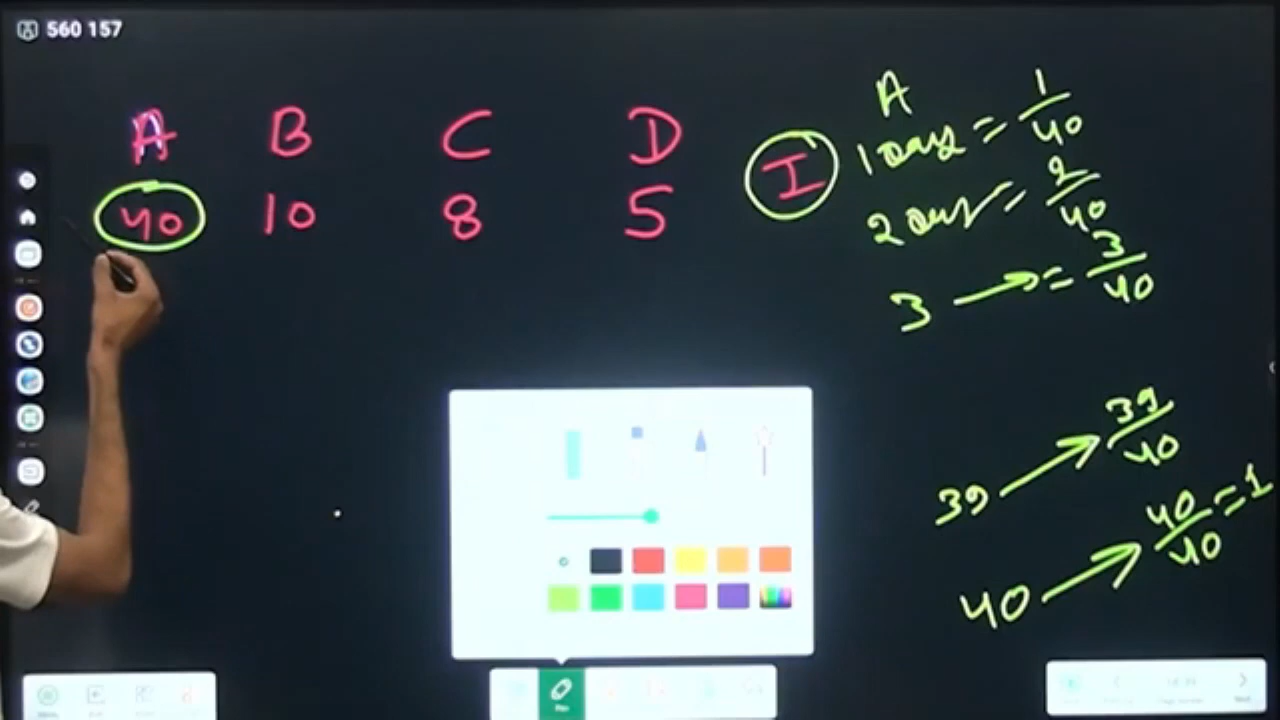 560 157
A B C D
40 10 8 5
I
A
1 day = 1/40
2 day = 2/40
3 → = 3/40
39 → 39/40
40 → 40/40 = 1
Pen